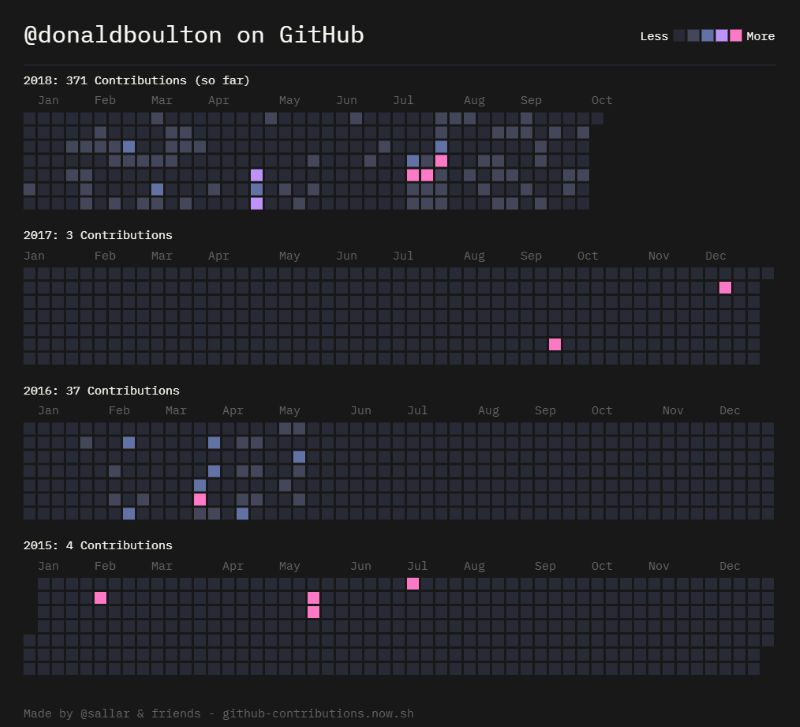 @donaldboulton on GitHub
Less More
2018: 371 Contributions (so far)
Jan Feb Mar Apr May Jun Jul Aug Sep Oct
2017: 3 Contributions
Jan Feb Mar Apr May Jun Jul Aug Sep Oct Nov Dec
2016: 37 Contributions
Jan Feb Mar Apr May Jun Jul Aug Sep Oct Nov Dec
2015: 4 Contributions
Jan Feb Mar Apr May Jun Jul Aug Sep Oct Nov Dec
Made by @sallar & friends - github-contributions.now.sh